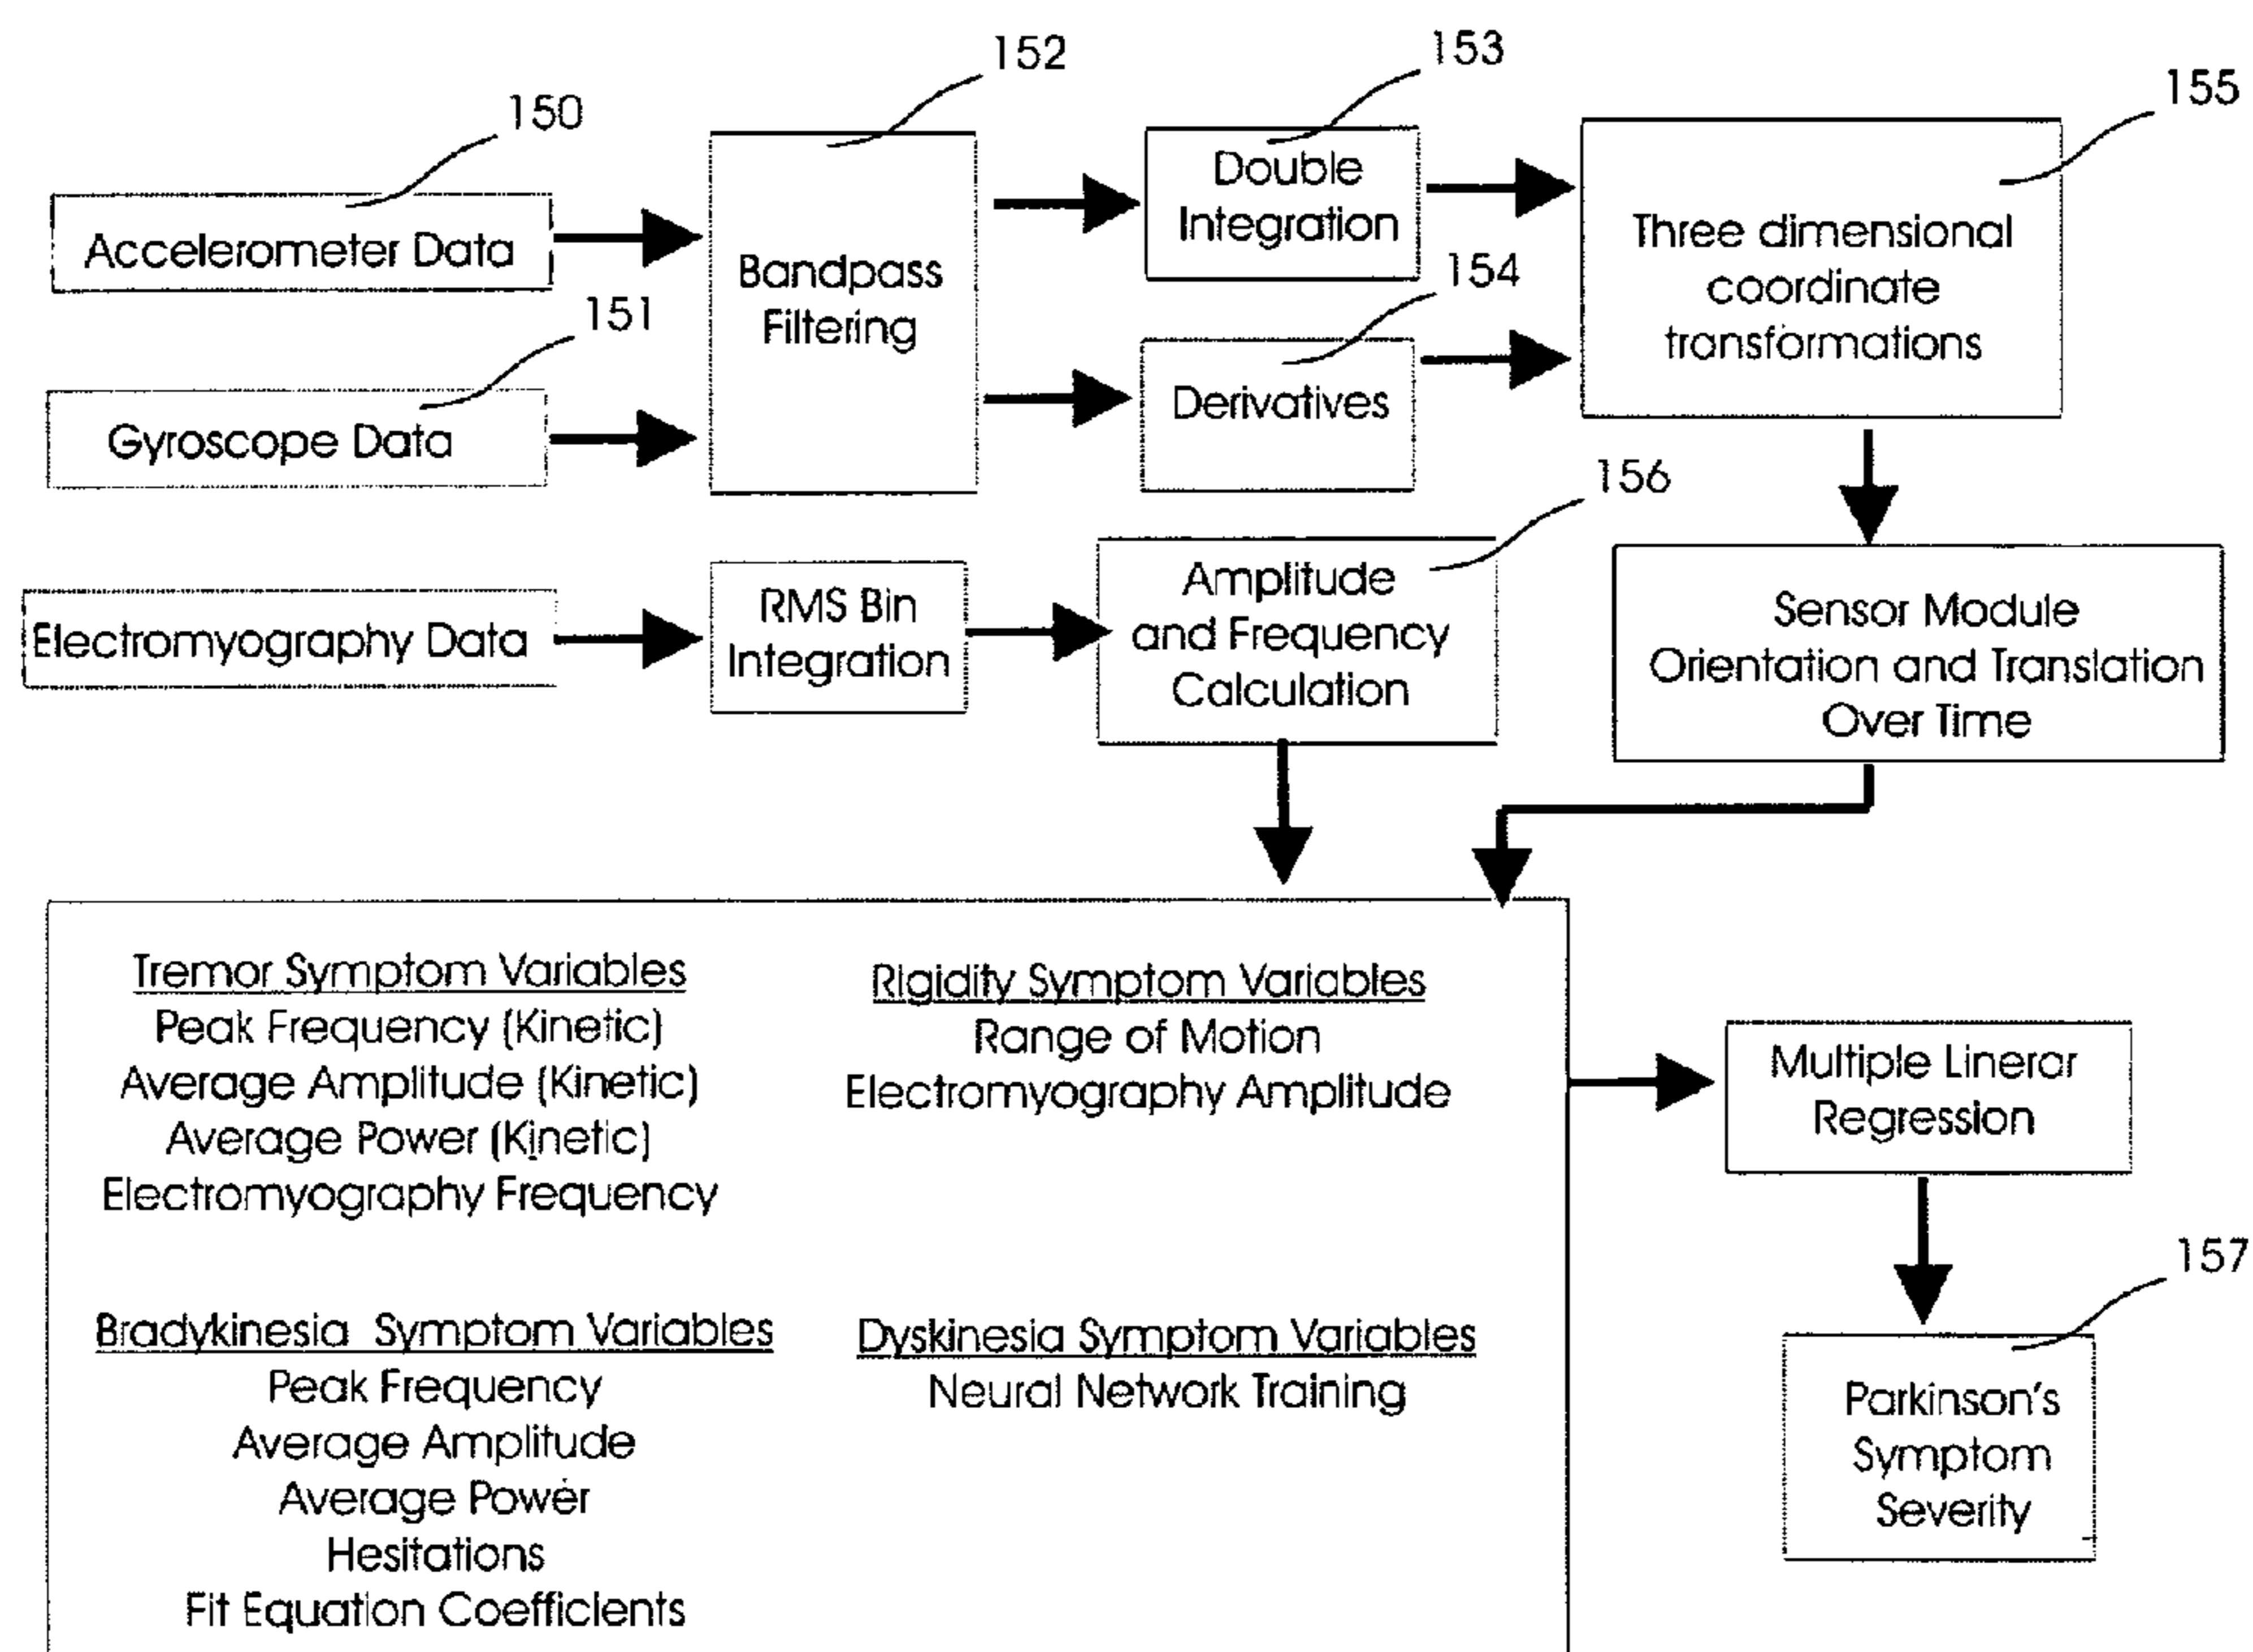 152
153
155
150
Accelerometer Data
Bandpass
Filtering
Double
Integration
Three dimensional
coordinate
transformations
151
Gyroscope Data
154
Derivatives
156
Electromyography Data
RMS Bin
Integration
Amplitude
and Frequency
Calculation
Sensor Module
Orientation and Translation
Over Time
Tremor Symptom Variables
Peak Frequency (Kinetic)
Average Amplitude (Kinetic)
Average Power (Kinetic)
Electromyography Frequency
Rigidity Symptom Variables
Range of Motion
Electromyography Amplitude
Bradykinesia Symptom Variables
Peak Frequency
Average Amplitude
Average Power
Hesitations
Fit Equation Coefficients
Dyskinesia Symptom Variables
Neural Network Training
Multiple Linerar
Regression
157
Parkinson's
Symptom
Severity